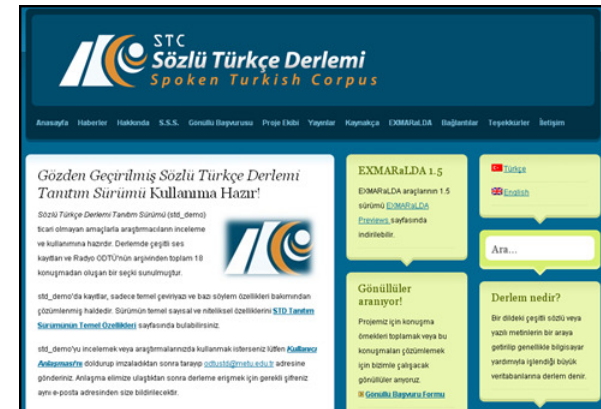 STC
Sözlü Türkçe Derlemi
Spoken Turkish Corpus
Anasayfa Haberler Hakkında S.S.S. Gönüllü Başvurusu Proje Ekibi Yayınlar Kaynakça EXMARaLDA Bağlantılar Teşekkürler İletişim
Gözden Geçirilmiş Sözlü Türkçe Derlemi
Tanıtım Sürümü Kullanıma Hazır!
Sözlü Türkçe Derlemi Tanıtım Sürümü (std_demo)
ticari olmayan amaçlarla araştırmacıların inceleme
ve kullanımına hazırdır. Derlemde çeşitli ses
kayıtları ve Radyo ODTÜ'nün arşivinden toplam 18
konuşmadan oluşan bir seçki sunulmuştur.
std_demo'da kayıtlar, sadece temel çevriyazı ve bazı söylem özellikleri bakımından
çözümlenmiş haldedir. Sürümün temel sayısal ve niteliksel özelliklerini STD Tanıtım
Sürümünün Temel Özellikleri sayfasında bulabilirsiniz.
std_demo'yu incelemek veya araştırmalarınızda kullanmak isterseniz lütfen Kullanıcı
Anlaşması'nı doldurup imzaladıktan sonra tarayıp odtustd@metu.edu.tr adresine
gönderiniz. Anlaşma elimize ulaştıktan sonra derleme erişmek için gerekli şifreniz
aynı e-posta adresinden size bildirilecektir.
EXMARaLDA 1.5
EXMARaLDA araçlarının 1.5
sürümü EXMARaLDA
Previews sayfasından
indirilebilir.
Gönüllüler
aranıyor!
Projemiz için konuşma
örnekleri toplamak veya bu
konuşmaları çözümlemek
için bizimle çalışacak
gönüllüler arıyoruz.
Gönüllü Başvuru Formu
Türkçe
English
Ara...
Derlem nedir?
Bir dildeki çeşitli sözlü veya
yazılı metinlerin bir araya
getirilip genellikle bilgisayar
yardımıyla işlendiği büyük
veritabanlarına derlem denir.